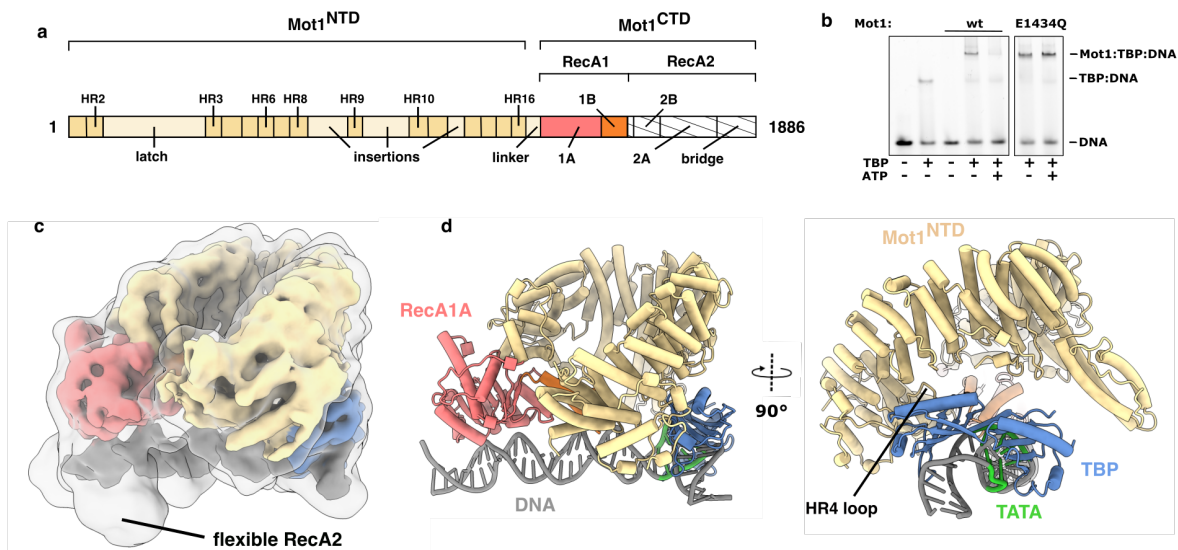 a
Mot1NTD
Mot1CTD
RecA1
RecA2
HR2
HR3
HR6
HR8
HR9
HR10
HR16
1B
2B
1
1886
latch
insertions
linker
1A
2A
bridge
b
Mot1:
wt
E1434Q
Mot1:TBP:DNA
TBP:DNA
DNA
TBP - + - + + + +
ATP - - - - + - +
c
flexible RecA2
d
RecA1A
DNA
90°
Mot1NTD
HR4 loop
TBP
TATA